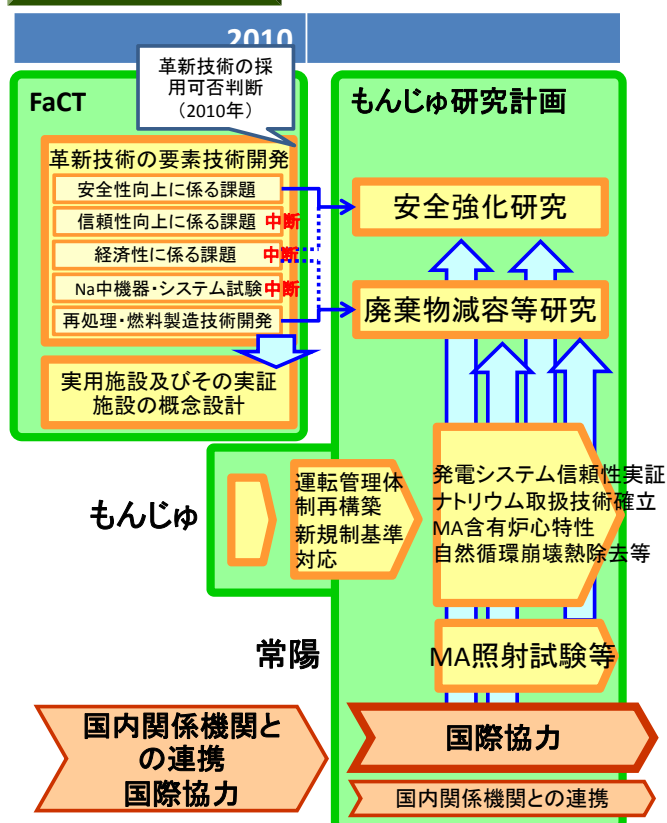 2010
革新技術の採
用可否判断
（2010年）
FaCT
革新技術の要素技術開発
安全性向上に係る課題
信頼性向上に係る課題 中断
経済性に係る課題 中断
Na中機器・システム試験 中断
再処理・燃料製造技術開発
実用施設及びその実証
施設の概念設計
もんじゅ研究計画
安全強化研究
廃棄物減容等研究
もんじゅ
運転管理体
制再構築
新規制基準
対応
発電システム信頼性実証
ナトリウム取扱技術確立
MA含有炉心特性
自然循環崩壊熱除去等
常陽
MA照射試験等
国内関係機関と
の連携
国際協力
国際協力
国内関係機関との連携